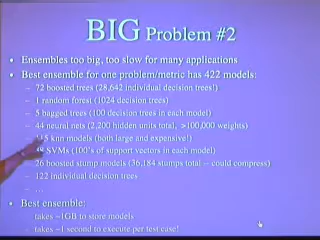 BIG Problem #2
• Ensembles too big, too slow for many applications
• Best ensemble for one problem/metric has 422 models:
– 72 boosted trees (28,642 individual decision trees!)
– 1 random forest (1024 decision trees)
– 5 bagged trees (100 decision trees in each model)
– 44 neural nets (2,200 hidden units total, >100,000 weights)
knn models (both large and expensive!)
SVMs (100's of support vectors in each model)
26 boosted stump models (36,184 stumps total – could compress)
– 122 individual decision trees
– …
• Best ensemble:
– takes ~1GB to store models
– takes ~1 second to execute per test case!